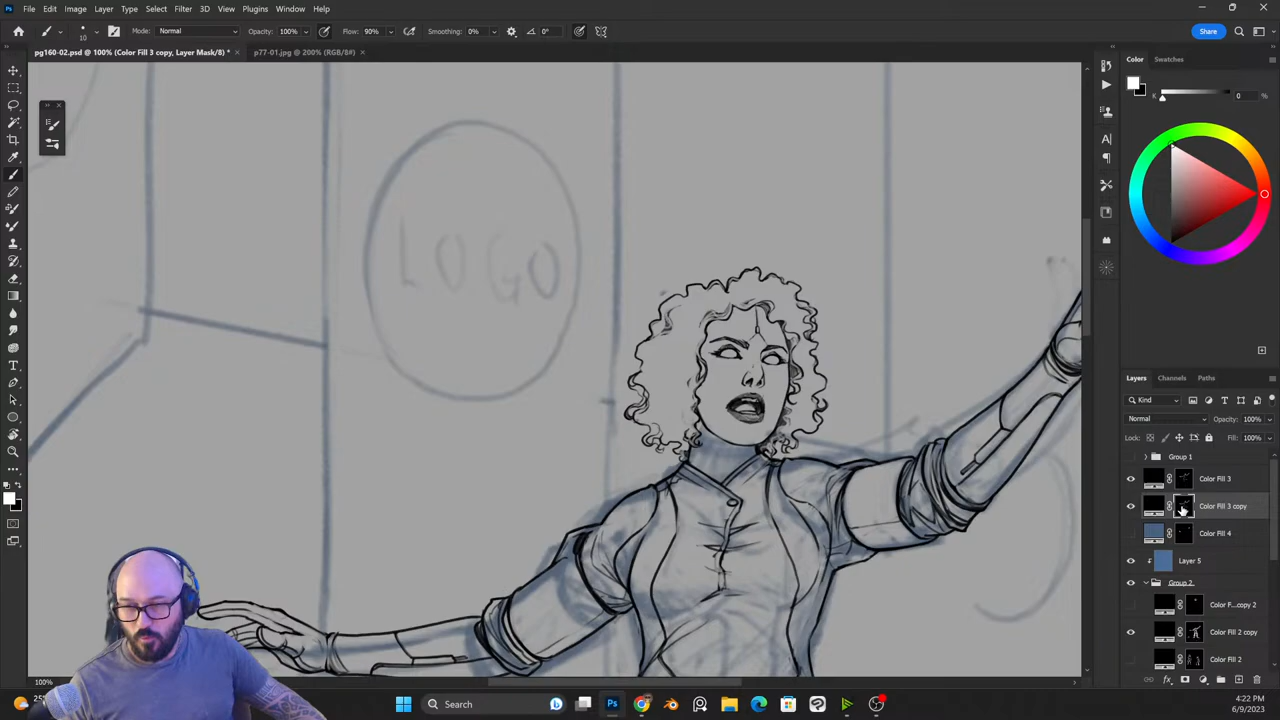 File Edit Image Layer Type Select Filter 3D View Plugins Window Help
10 Mode: Normal Opacity: 100% Flow: 90% Smoothing: 0% 0° Share
pg160-02.psd @ 100% (Color Fill 3 copy, Layer Mask/8) * × p77-01.jpg @ 200% (RGB/8#) ×
Color Swatches
K 0 %
LOGO
Layers Channels Paths
Kind
Normal Opacity: 100%
Lock: Fill: 100%
Group 1
Color Fill 3
Color Fill 3 copy
Color Fill 4
Layer 5
Group 2
Color F...copy 2
Color Fill 2 copy
Color Fill 2
100%
Search
4:22 PM
6/9/2023